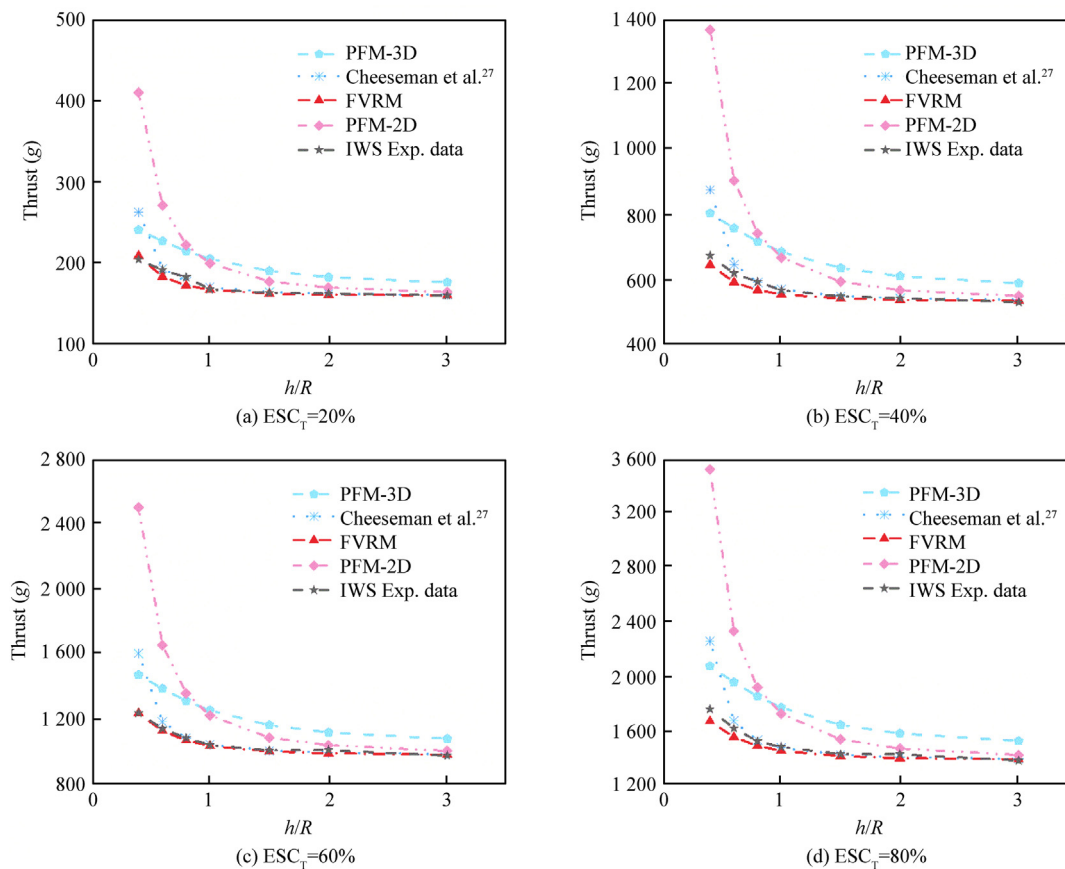 500
400
300
200
100
Thrust (g)
0
1
2
3
h/R
PFM-3D
Cheeseman et al.27
FVRM
PFM-2D
IWS Exp. data
(a) ESCT=20%
1 400
1 200
1 000
800
600
400
Thrust (g)
0
1
2
3
h/R
PFM-3D
Cheeseman et al.27
FVRM
PFM-2D
IWS Exp. data
(b) ESCT=40%
2 800
2 400
2 000
1 600
1 200
800
Thrust (g)
0
1
2
3
h/R
PFM-3D
Cheeseman et al.27
FVRM
PFM-2D
IWS Exp. data
(c) ESCT=60%
3 600
3 200
2 800
2 400
2 000
1 600
1 200
Thrust (g)
0
1
2
3
h/R
PFM-3D
Cheeseman et al.27
FVRM
PFM-2D
IWS Exp. data
(d) ESCT=80%